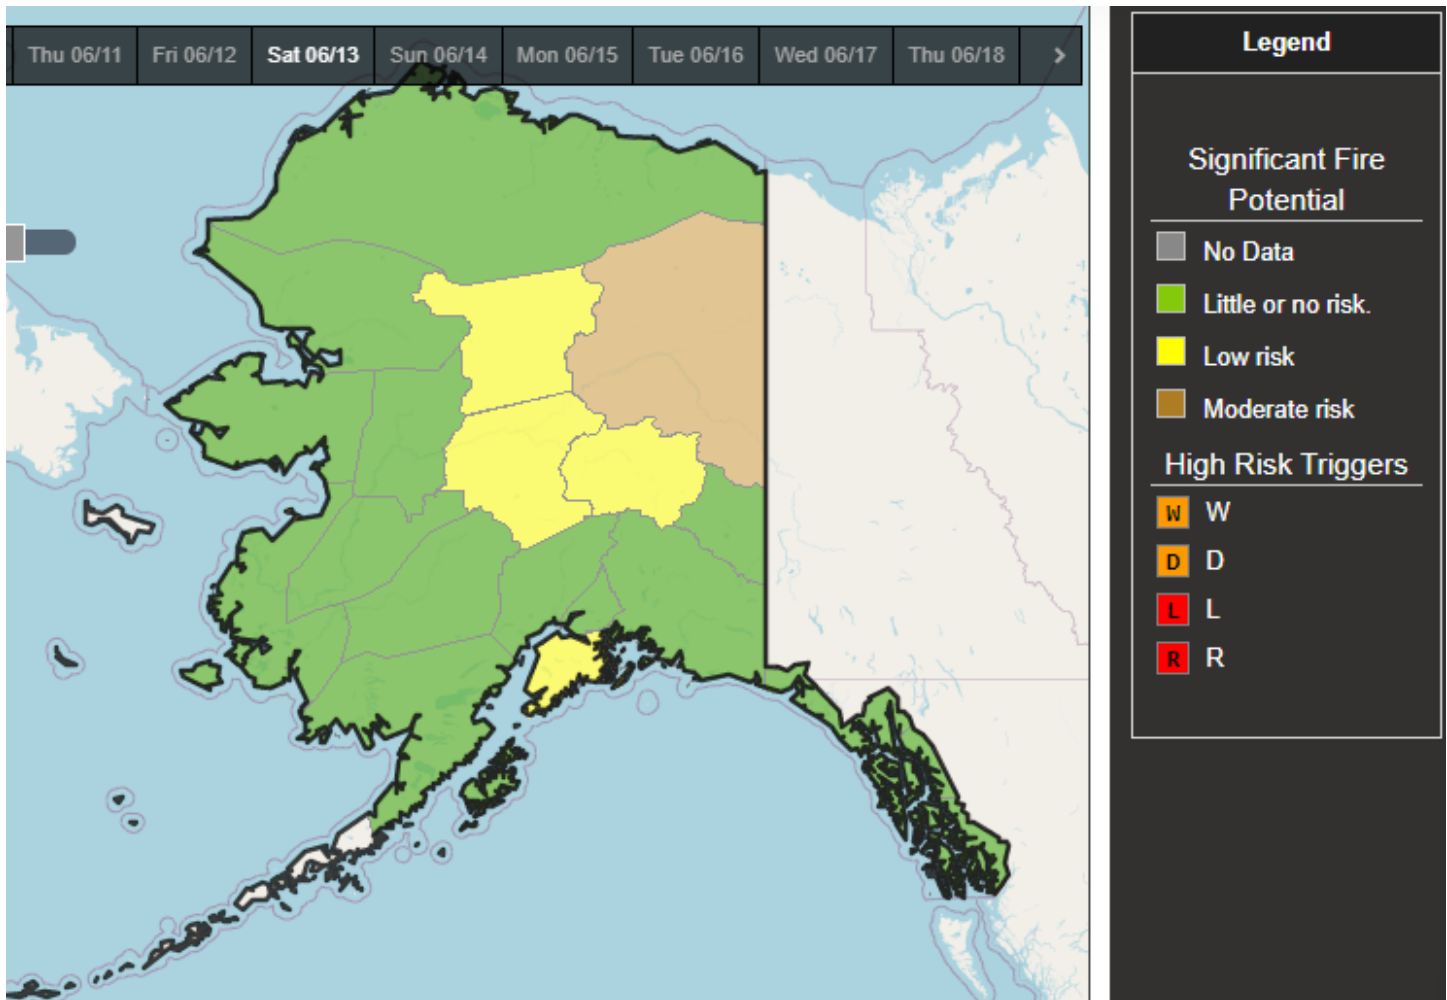 Thu 06/11 Fri 06/12 Sat 06/13 Sun 06/14 Mon 06/15 Tue 06/16 Wed 06/17 Thu 06/18 >
Legend
Significant Fire
Potential
No Data
Little or no risk.
Low risk
Moderate risk
High Risk Triggers
W W
D D
L L
R R